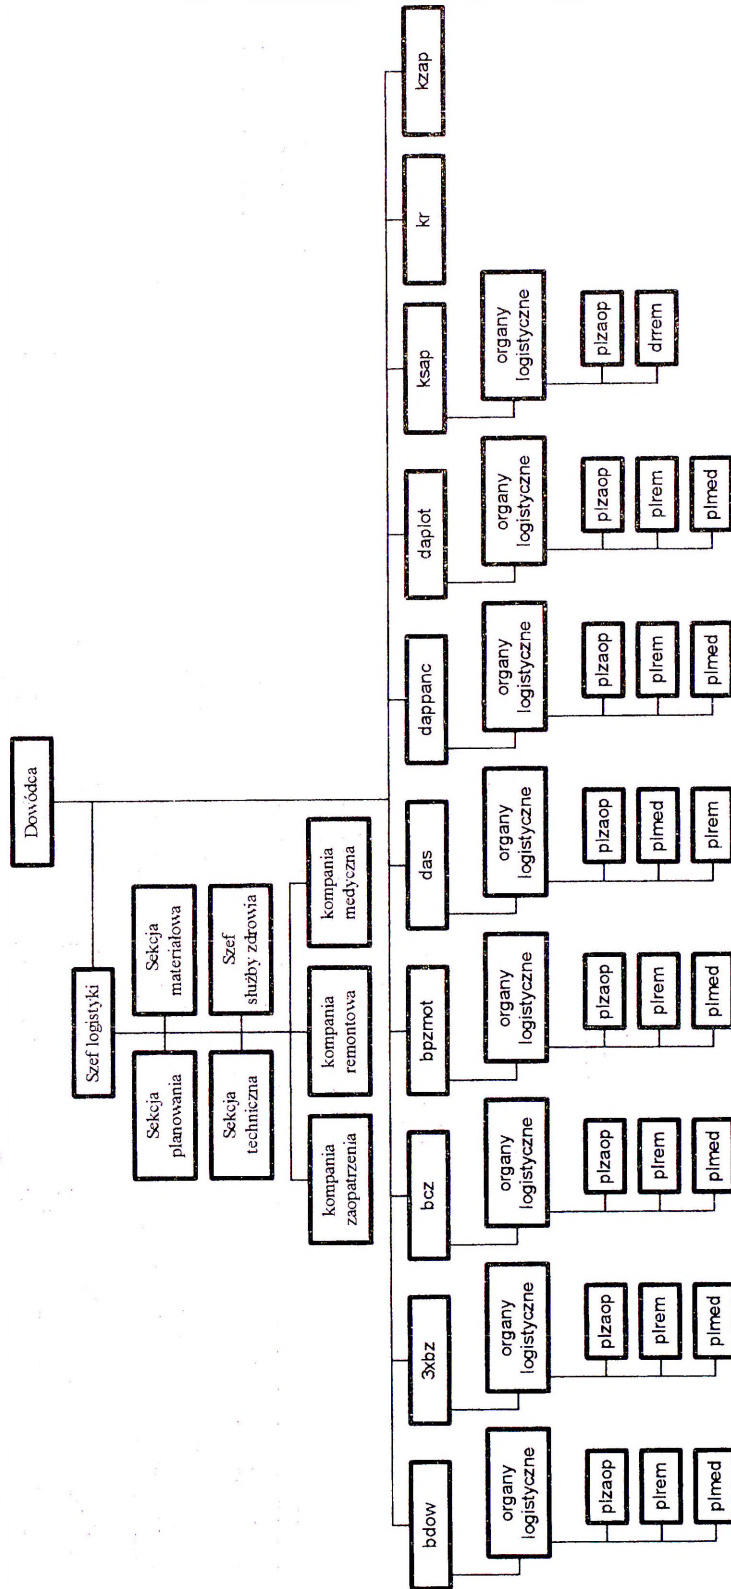 Dowódca
Szef logistyki
Sekcja
planowania
Sekcja
materiałowa
Sekcja
techniczna
Szef
służby zdrowia
kompania
zaopatrzenia
kompania
remontowa
kompania
medyczna
bdow
3xbz
bcz
bpzmot
das
dappanc
daplot
ksap
kr
kzap
organy
logistyczne
plzaop
plrem
plmed
organy
logistyczne
plzaop
plrem
plmed
organy
logistyczne
plzaop
plrem
plmed
organy
logistyczne
plzaop
plrem
plmed
organy
logistyczne
plzaop
plmed
plrem
organy
logistyczne
plzaop
plrem
plmed
organy
logistyczne
plzaop
plrem
plmed
organy
logistyczne
plzaop
drrem